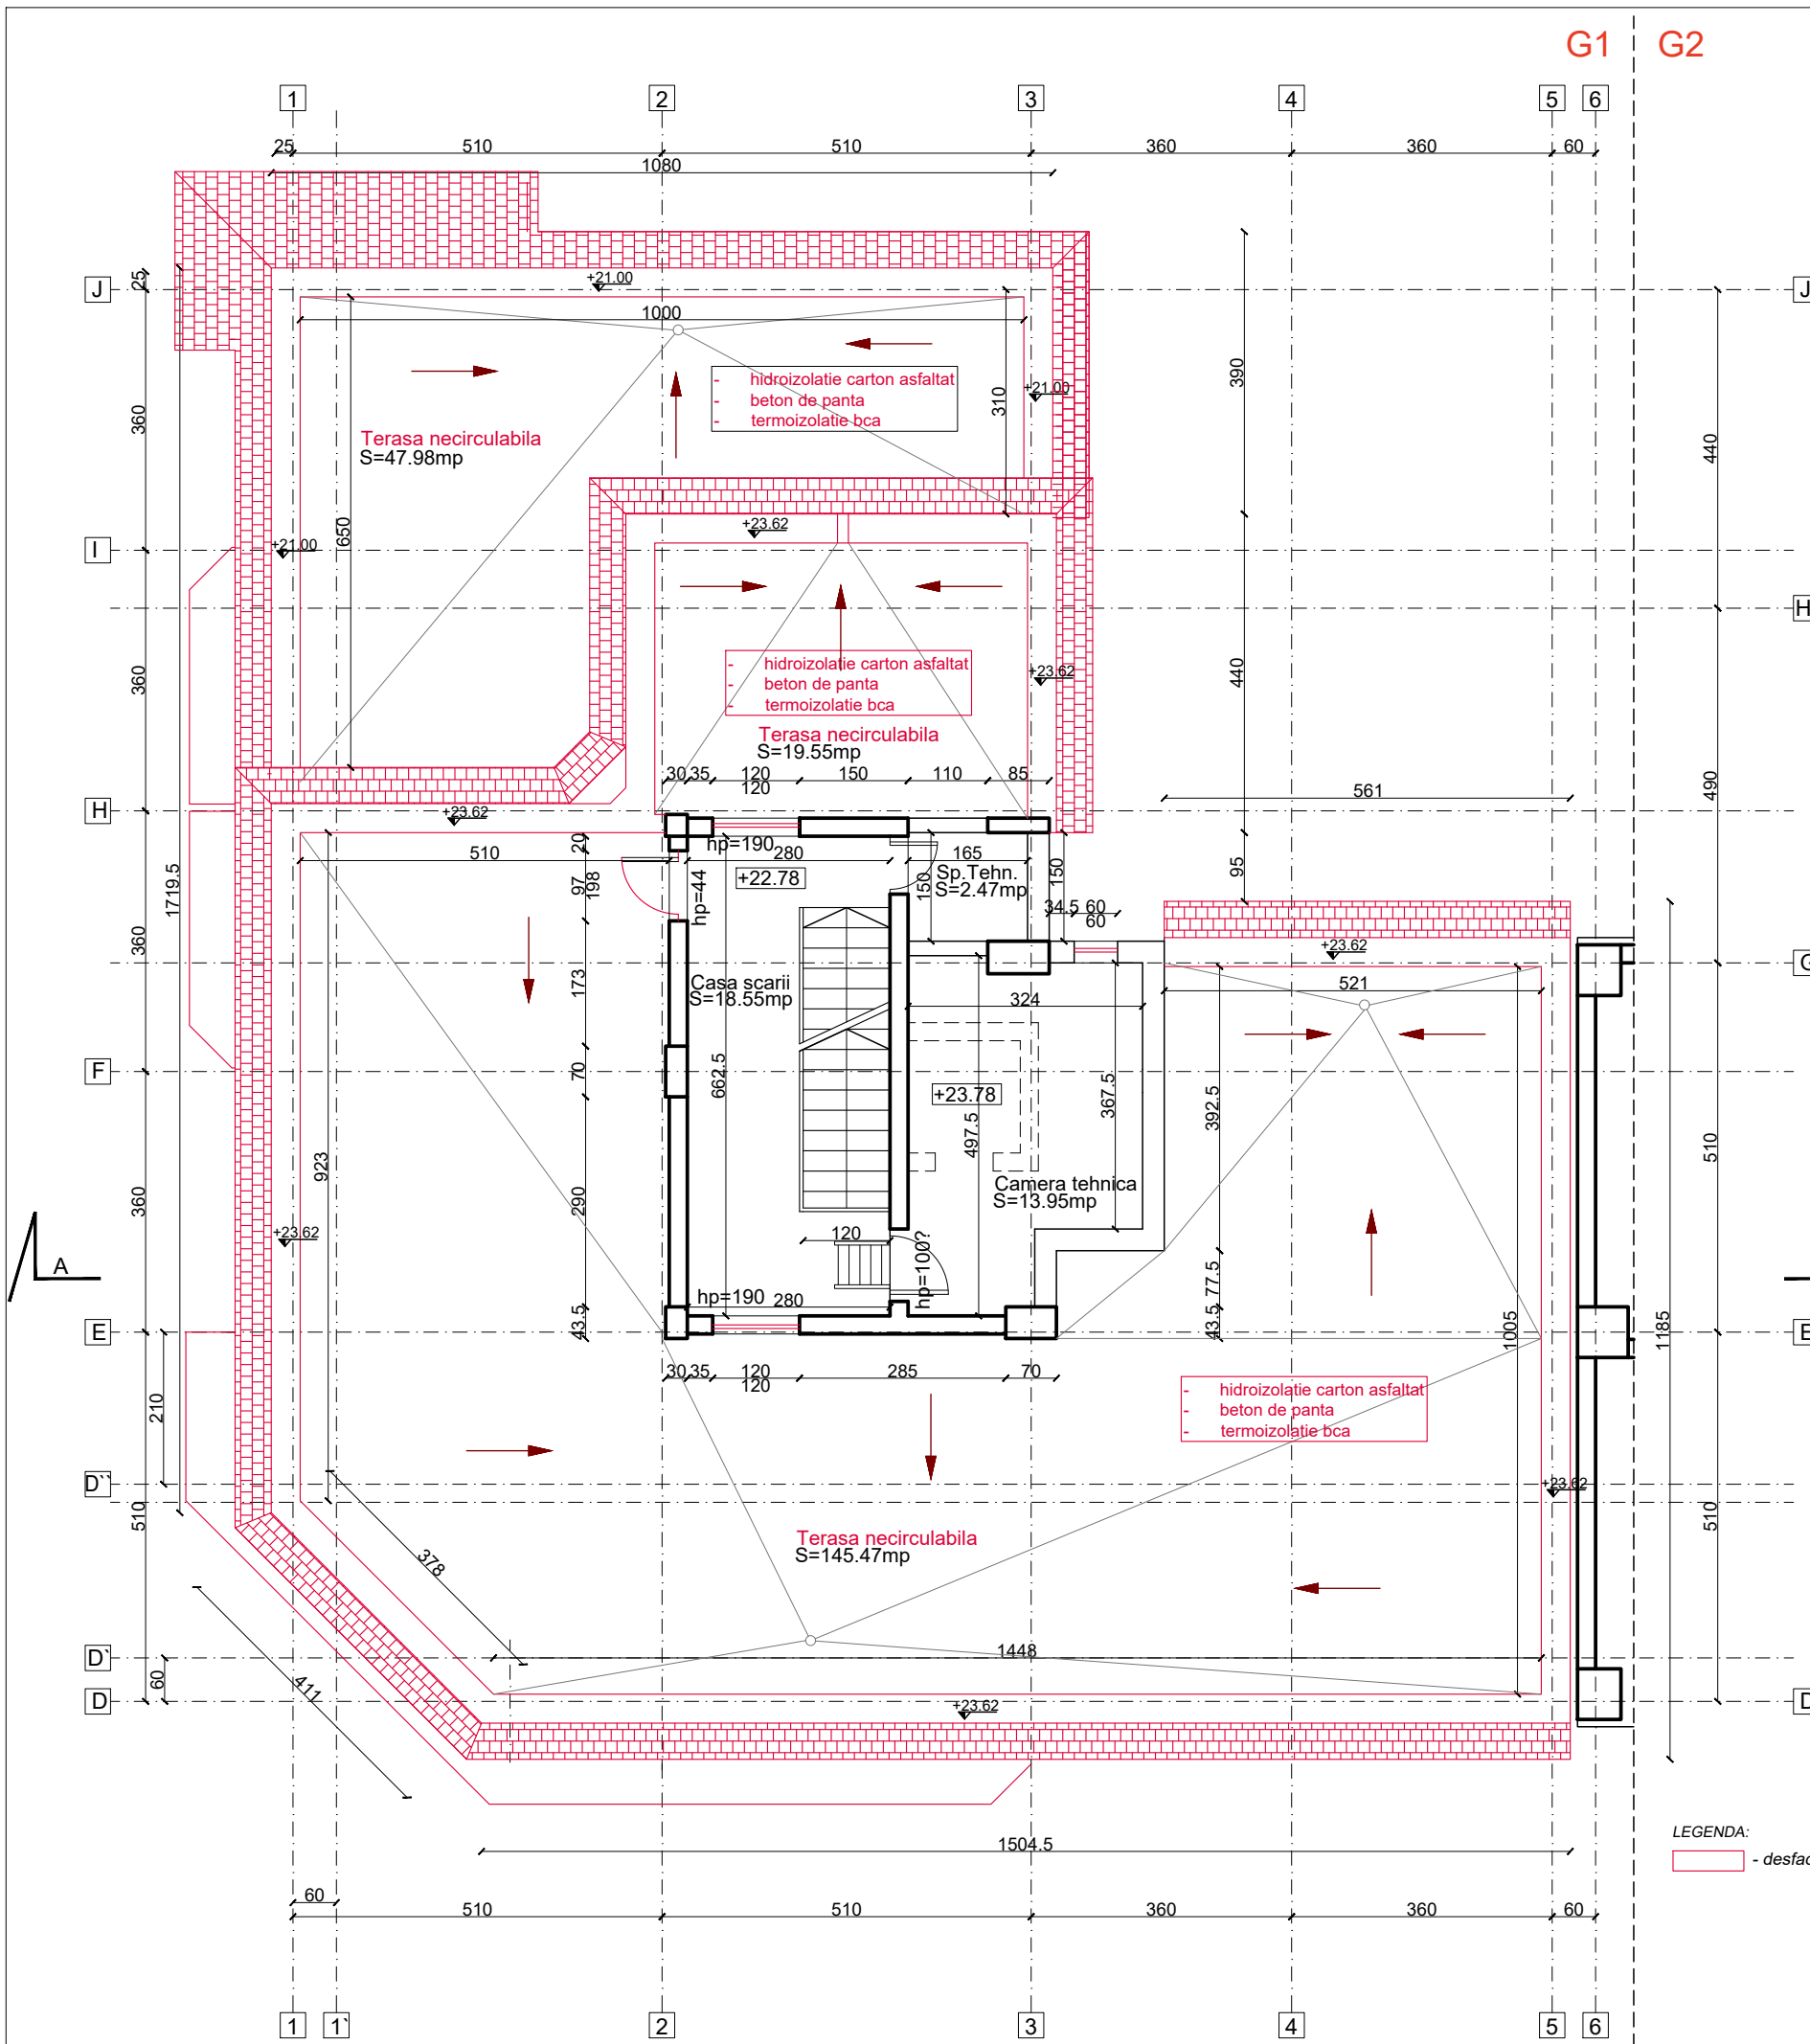 G1 G2
1 2 3 4 5 6
25 510 510 360 360 60
1080
J +21.00 J
25
1000
360
390
310
+21.00
- hidroizolatie carton asfaltat
- beton de panta
- termoizolatie bca
Terasa necirculabila
S=47.98mp
440
650
+23.62
I +21.00
H
360
440
- hidroizolatie carton asfaltat
- beton de panta
- termoizolatie bca
+23.62
Terasa necirculabila
S=19.55mp
30 35 120 150 110 85
120
561
490
H +23.62
hp=190
510 20 280 165
95
1719.5
97
198
hp=44
+22.78
150
Sp.Tehn.
S=2.47mp
150
34.5 60
60
360
+23.62
G
173
Casa scarii
S=18.55mp
324
521
F
70
662.5
+23.78
497.5
367.5
392.5
510
923
290
Camera tehnica
S=13.95mp
360
+23.62
120
hp=100?
A
77.5
hp=190 280
43.5
43.5
E E
1005
1185
30 35 120 285 70
120
210
- hidroizolatie carton asfaltat
- beton de panta
- termoizolatie bca
D``
+23.62
510
510
Terasa necirculabila
S=145.47mp
378
D`
1448
60
411
D +23.62 D
1504.5
LEGENDA:
- desfac
60
510 510 360 360 60
1 1` 2 3 4 5 6